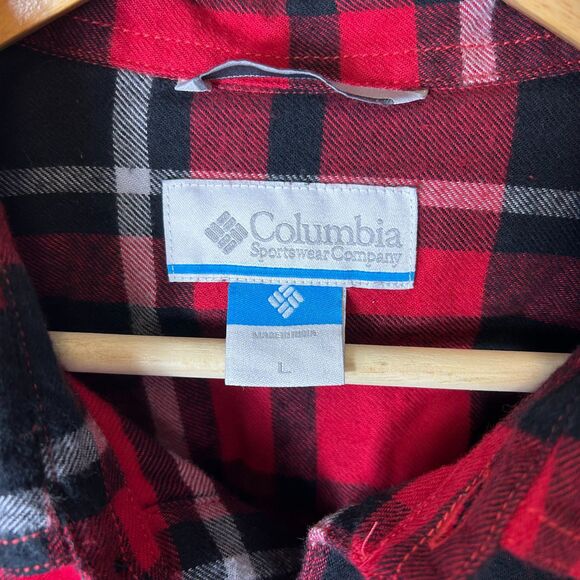 Columbia
Sportswear Company
MADE IN INDIA
L